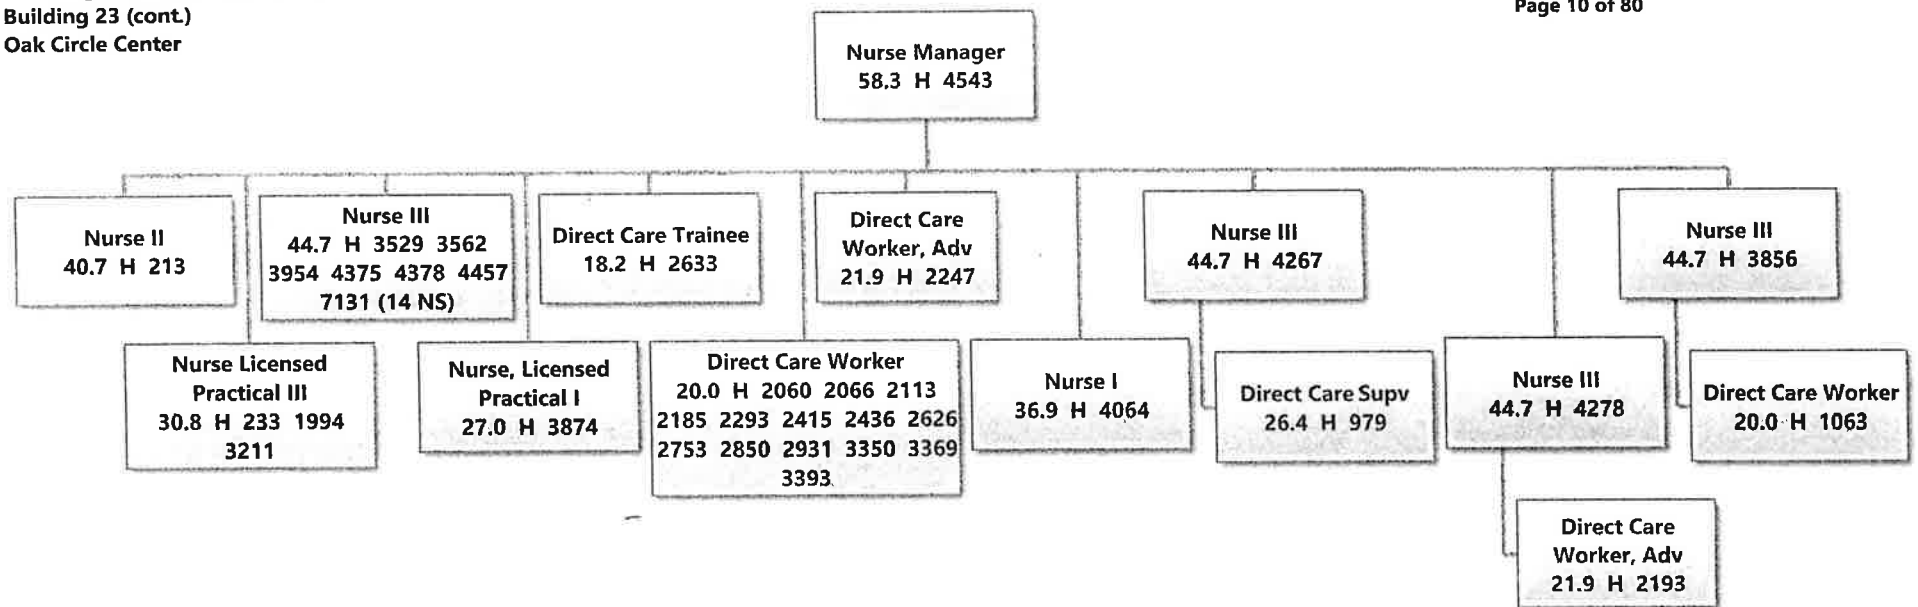 Building 23 (cont.)
Oak Circle Center
Page 10 of 80
Nurse Manager
58.3 H 4543
Nurse II
40.7 H 213
Nurse III
44.7 H 3529 3562
3954 4375 4378 4457
7131 (14 NS)
Direct Care Trainee
18.2 H 2633
Direct Care
Worker, Adv
21.9 H 2247
Nurse III
44.7 H 4267
Nurse III
44.7 H 3856
Nurse Licensed
Practical III
30.8 H 233 1994
3211
Nurse, Licensed
Practical I
27.0 H 3874
Direct Care Worker
20.0 H 2060 2066 2113
2185 2293 2415 2436 2626
2753 2850 2931 3350 3369
3393
Nurse I
36.9 H 4064
Direct Care Supv
26.4 H 979
Nurse III
44.7 H 4278
Direct Care Worker
20.0 H 1063
Direct Care
Worker, Adv
21.9 H 2193